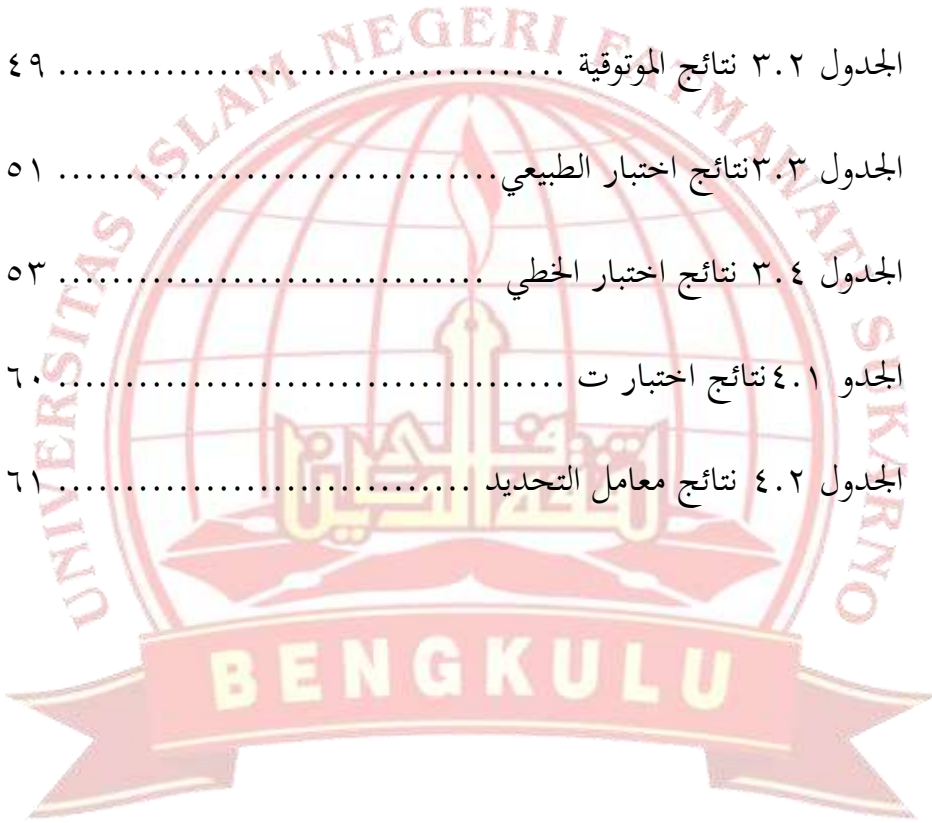 الجدول ٣.٢ نتائج الموتوقية ...................................... ٤٩
الجدول ٣.٣نتائج اختبار الطبيعي................................. ٥١
الجدول ٣.٤ نتائج اختبار الخطي ................................ ٥٣
الجدو ٤.١نتائج اختبار ت ...................................... ٦٠
الجدول ٤.٢ نتائج معامل التحديد ................................ ٦١
UNIVERSITAS ISLAM NEGERI FATMAWATI SUKARNO
BENGKULU